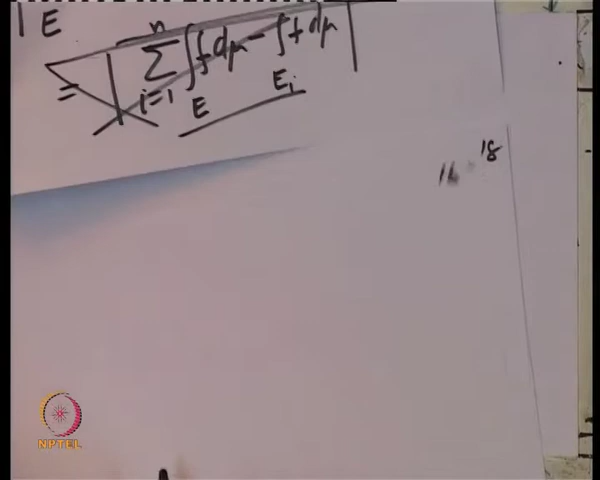 E
= | Σ_{i=1}^{n} ∫_E f dμ - ∫_{E_i} f dμ |
18
NPTEL